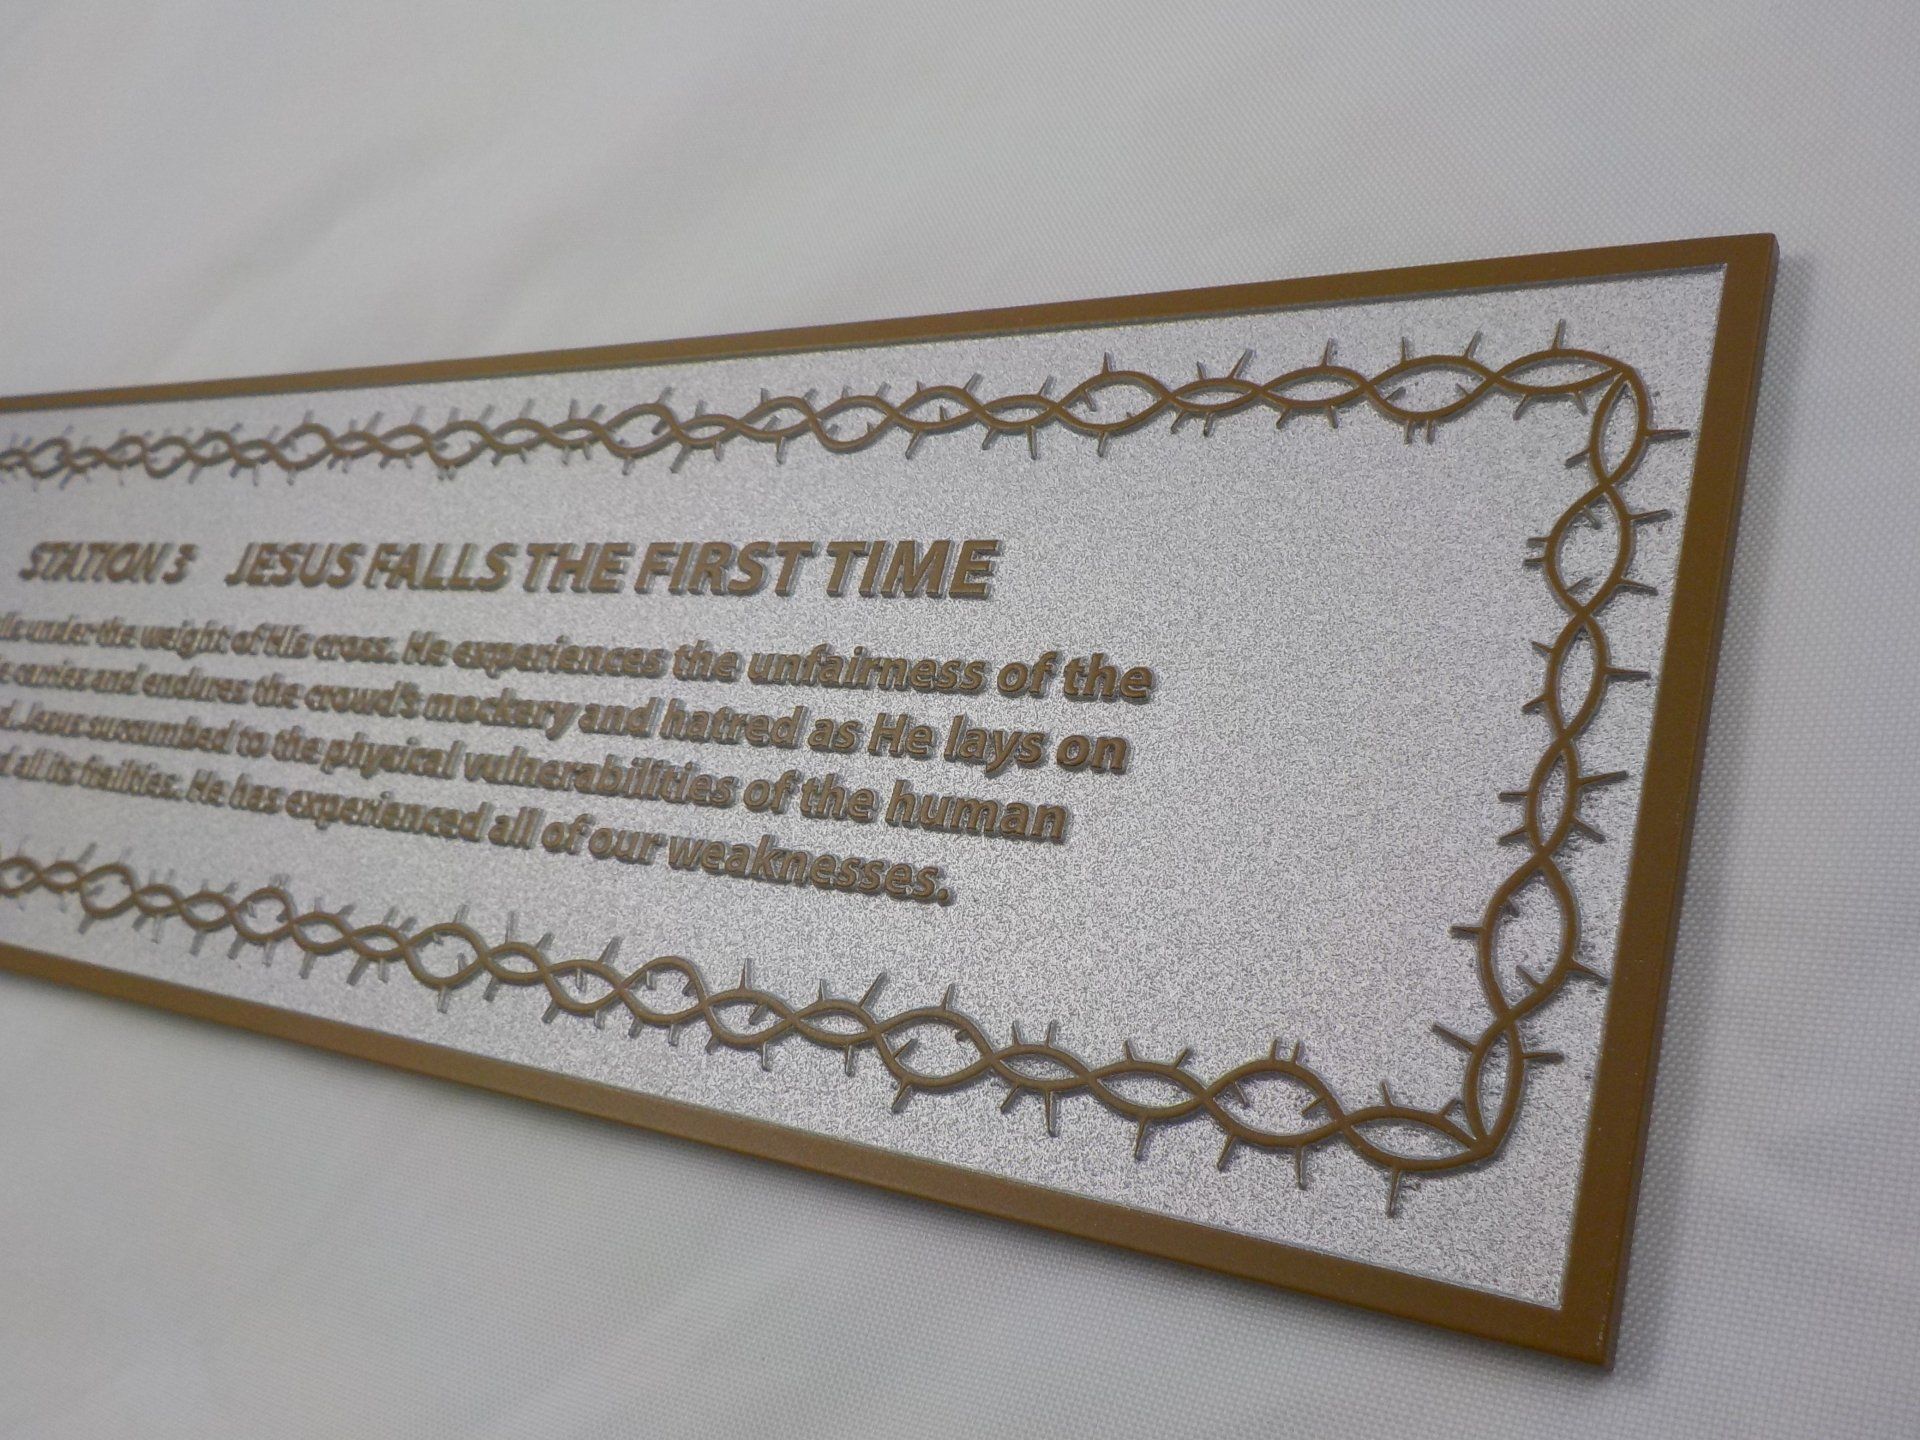 STATION 3 JESUS FALLS THE FIRST TIME
under the weight of His cross. He experiences the unfairness of the
carries and endures the crowd's mockery and hatred as He lays on
Jesus sursumbed to the physical vulnerabilities of the human
all its frailties. He has experienced all of our weaknesses.